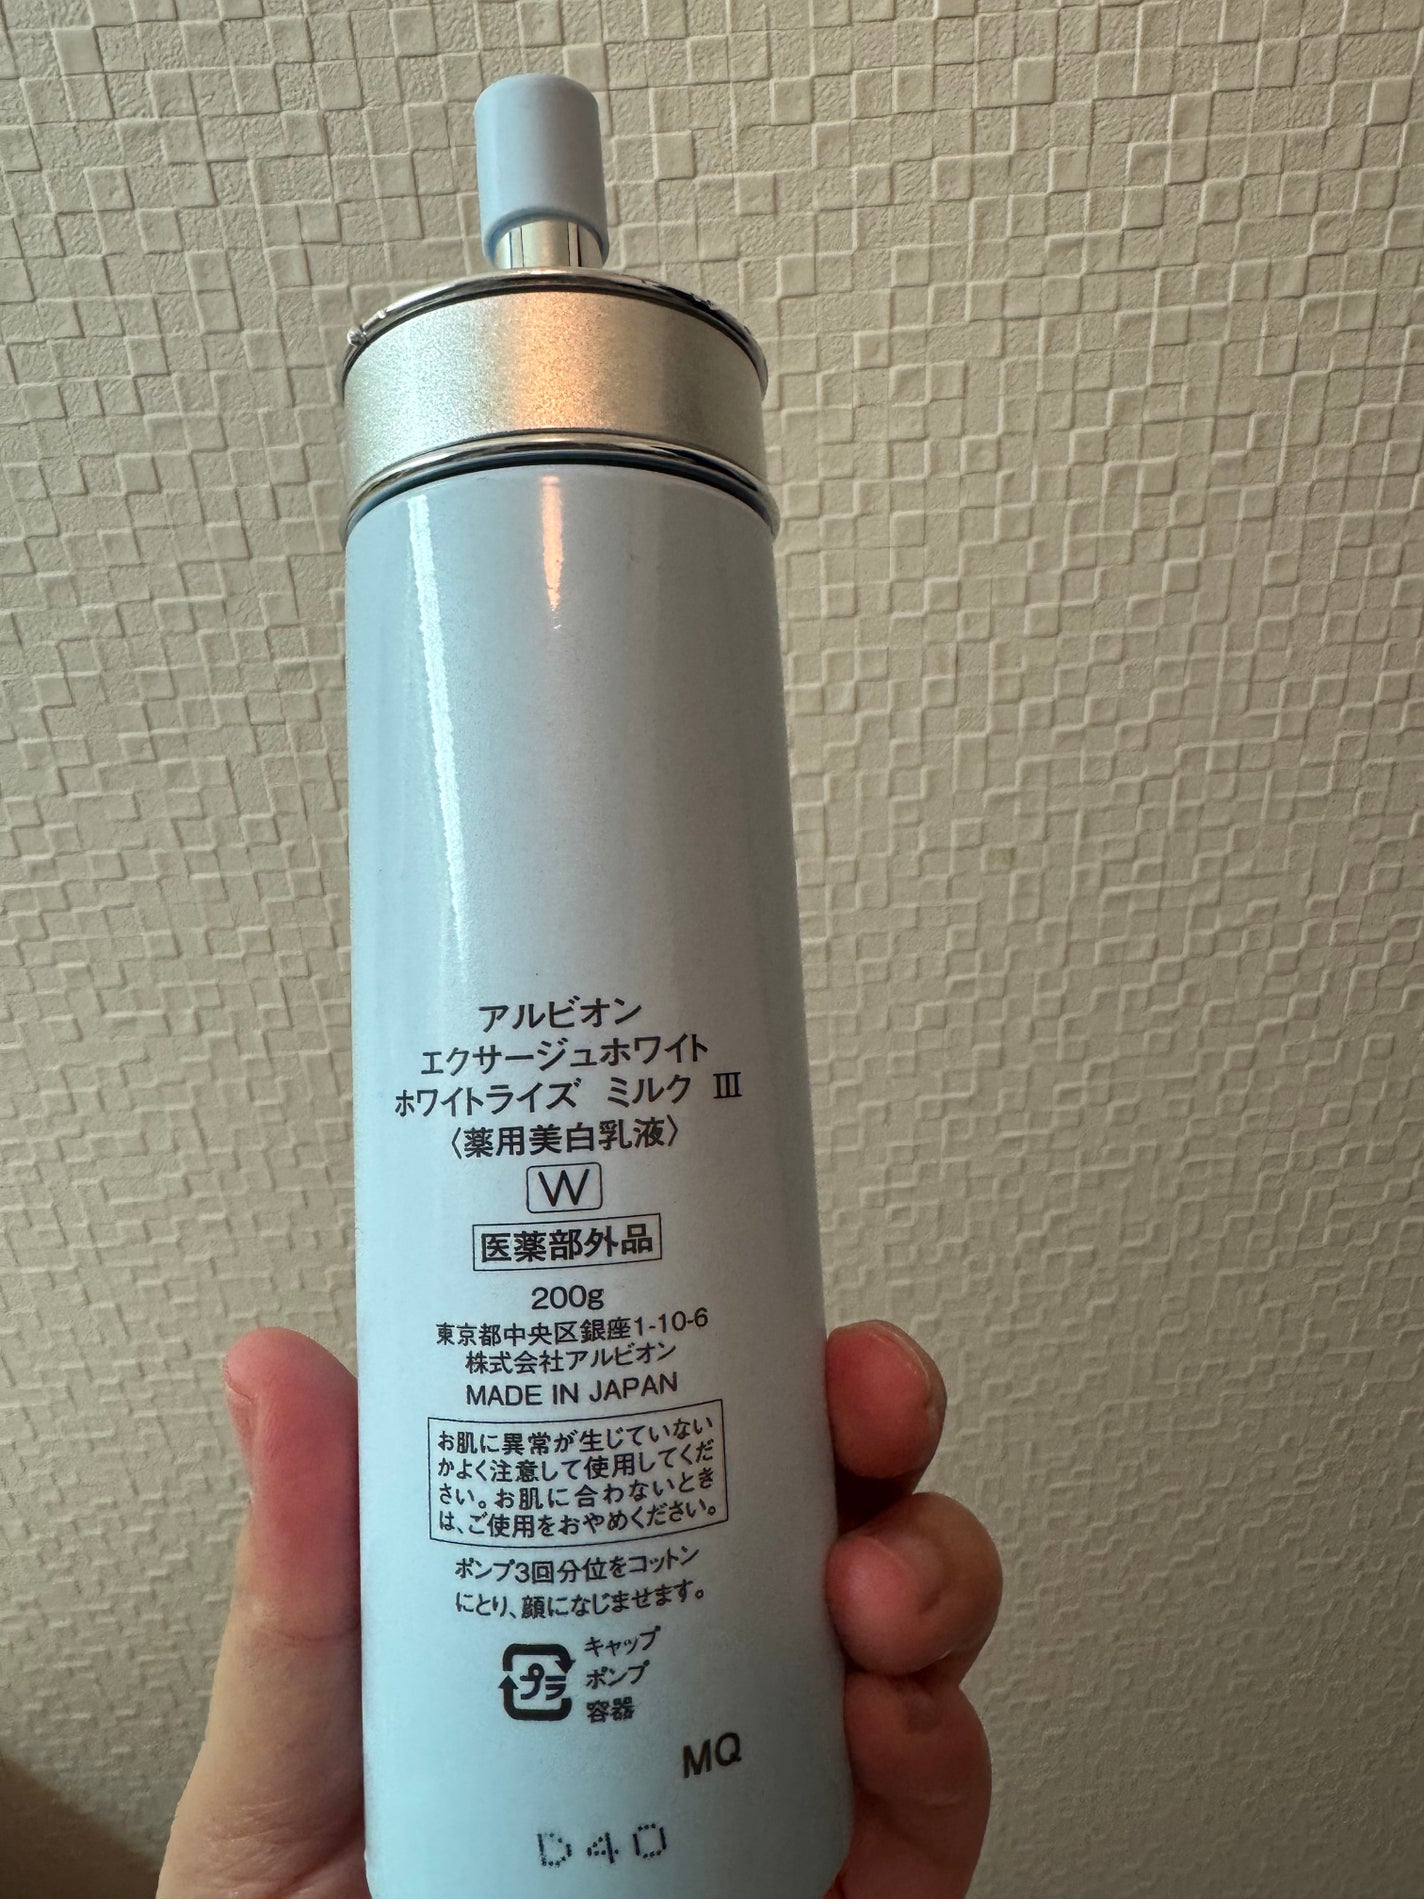 アルビオン
エクサージュホワイト
ホワイトライズ ミルク Ⅲ
〈薬用美白乳液〉
W
医薬部外品
200g
東京都中央区銀座1-10-6
株式会社アルビオン
MADE IN JAPAN
お肌に異常が生じていない
かよく注意して使用してくだ
さい。お肌に合わないとき
は、ご使用をおやめください。
ポンプ3回分位をコットン
にとり、顔になじませます。
プラ
キャップ
ポンプ
容器
MQ
D40